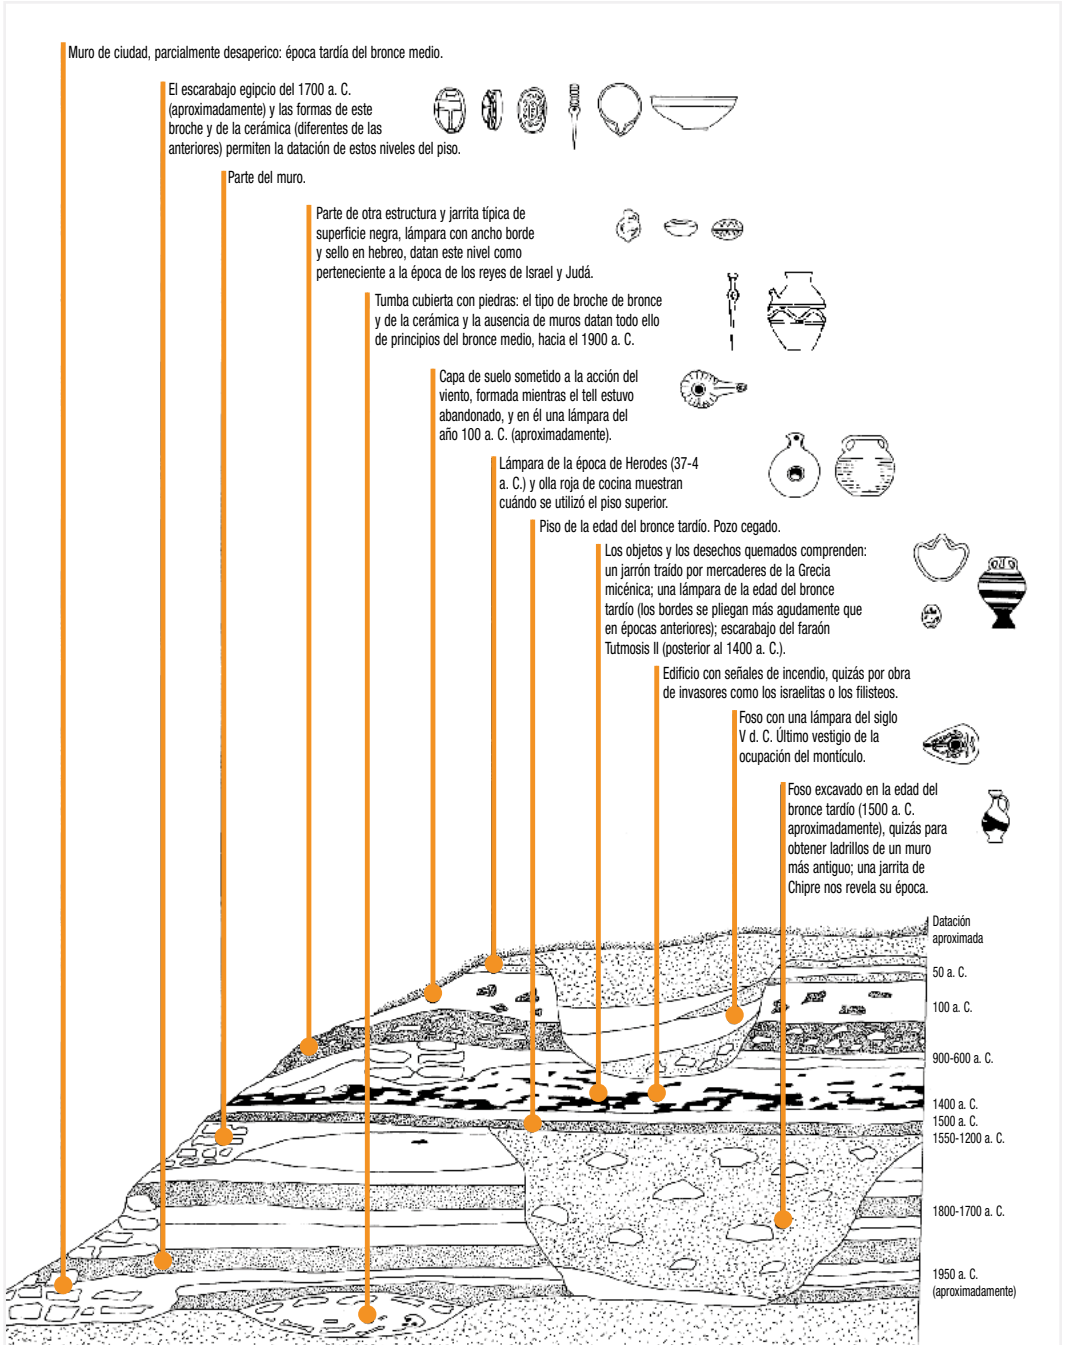 Muro de ciudad, parcialmente desaperico: época tardía del bronce medio.
El escarabajo egipcio del 1700 a. C.
(aproximadamente) y las formas de este
broche y de la cerámica (diferentes de las
anteriores) permiten la datación de estos niveles del piso.
Parte del muro.
Parte de otra estructura y jarrita típica de
superficie negra, lámpara con ancho borde
y sello en hebreo, datan este nivel como
perteneciente a la época de los reyes de Israel y Judá.
Tumba cubierta con piedras: el tipo de broche de bronce
y de la cerámica y la ausencia de muros datan todo ello
de principios del bronce medio, hacia el 1900 a. C.
Capa de suelo sometido a la acción del
viento, formada mientras el tell estuvo
abandonado, y en él una lámpara del
año 100 a. C. (aproximadamente).
Lámpara de la época de Herodes (37-4
a. C.) y olla roja de cocina muestran
cuándo se utilizó el piso superior.
Piso de la edad del bronce tardío. Pozo cegado.
Los objetos y los desechos quemados comprenden:
un jarrón traído por mercaderes de la Grecia
micénica; una lámpara de la edad del bronce
tardío (los bordes se pliegan más agudamente que
en épocas anteriores); escarabajo del faraón
Tutmosis II (posterior al 1400 a. C.).
Edificio con señales de incendio, quizás por obra
de invasores como los israelitas o los filisteos.
Foso con una lámpara del siglo
V d. C. Último vestigio de la
ocupación del montículo.
Foso excavado en la edad del
bronce tardío (1500 a. C.
aproximadamente), quizás para
obtener ladrillos de un muro
más antiguo; una jarrita de
Chipre nos revela su época.
Datación
aproximada
50 a. C.
100 a. C.
900-600 a. C.
1400 a. C.
1500 a. C.
1550-1200 a. C.
1800-1700 a. C.
1950 a. C.
(aproximadamente)